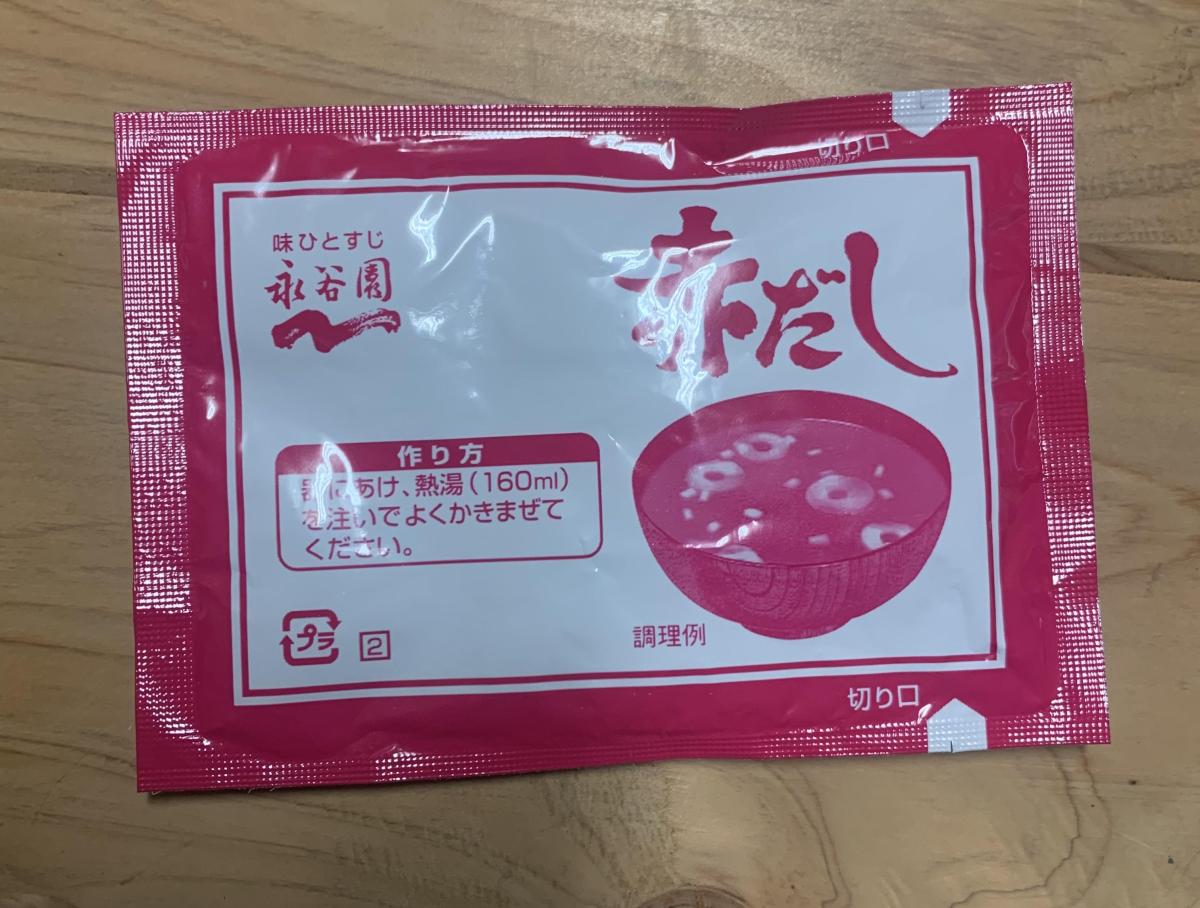 切り口
味ひとすじ
永谷園
赤だし
作り方
器にあけ、熱湯(160ml)
を注いでよくかきまぜて
ください。
プラ
2
調理例
切り口